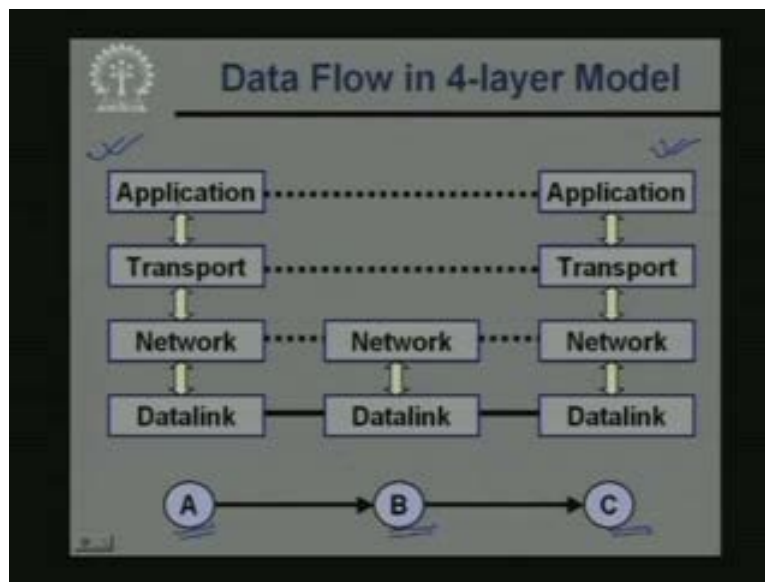 Data Flow in 4-layer Model
Application Application
Transport Transport
Network Network Network
Datalink Datalink Datalink
A B C